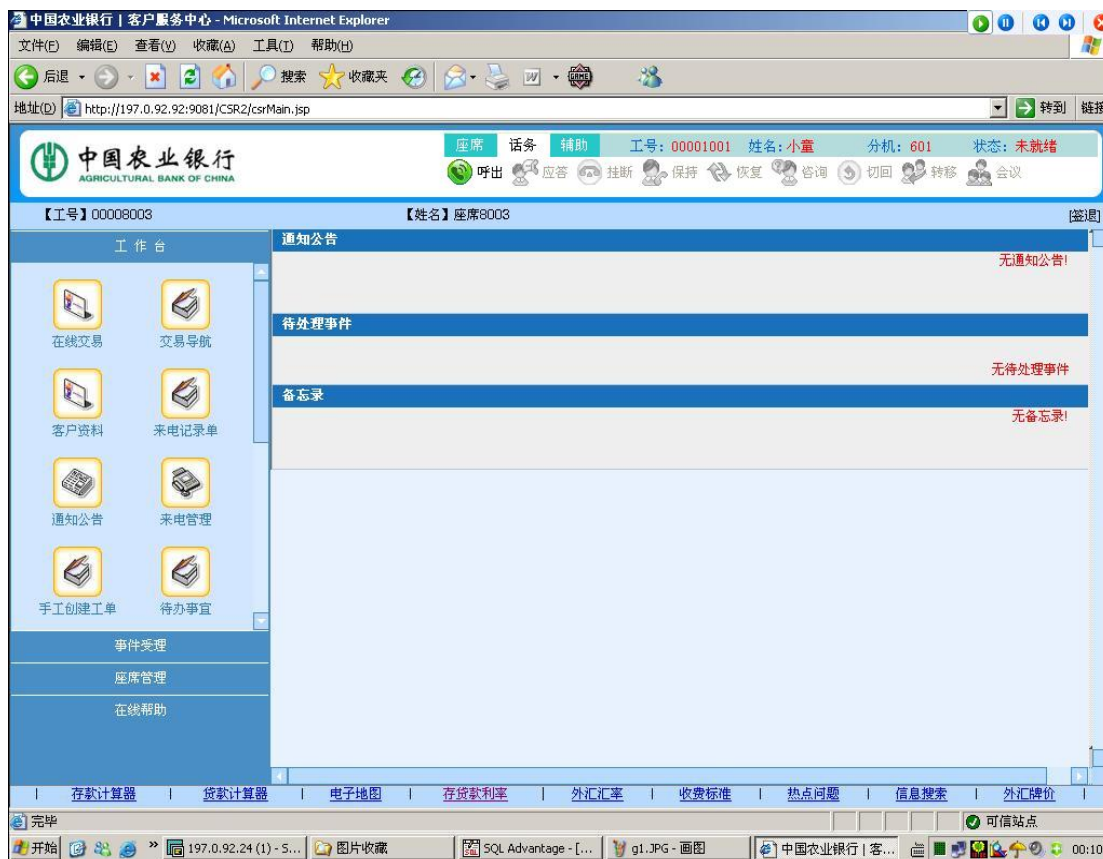 中国农业银行 | 客户服务中心 - Microsoft Internet Explorer
文件(F) 编辑(E) 查看(V) 收藏(A) 工具(T) 帮助(H)
后退 搜索 收藏夹
地址(D) http://197.0.92.92:9081/CSR2/csrMain.jsp 转到 链接
中国农业银行
AGRICULTURAL BANK OF CHINA
座席 话务 辅助 工号: 00001001 姓名: 小童 分机: 601 状态: 未就绪
呼出 应答 挂断 保持 恢复 咨询 切回 转移 会议
【工号】00008003 【姓名】座席8003 [签退]
工作台
通知公告
无通知公告!
在线交易 交易导航
待处理事件
无待处理事件
客户资料 来电记录单
备忘录
无备忘录!
通知公告 来电管理
手工创建工单 待办事宜
事件受理
座席管理
在线帮助
| 存款计算器 | 贷款计算器 | 电子地图 | 存贷款利率 | 外汇汇率 | 收费标准 | 热点问题 | 信息搜索 | 外汇牌价 |
完毕 可信站点
开始 » 197.0.92.24 (1) - S... 图片收藏 SQL Advantage - [... g1.JPG - 画图 中国农业银行 | 客... 00:10